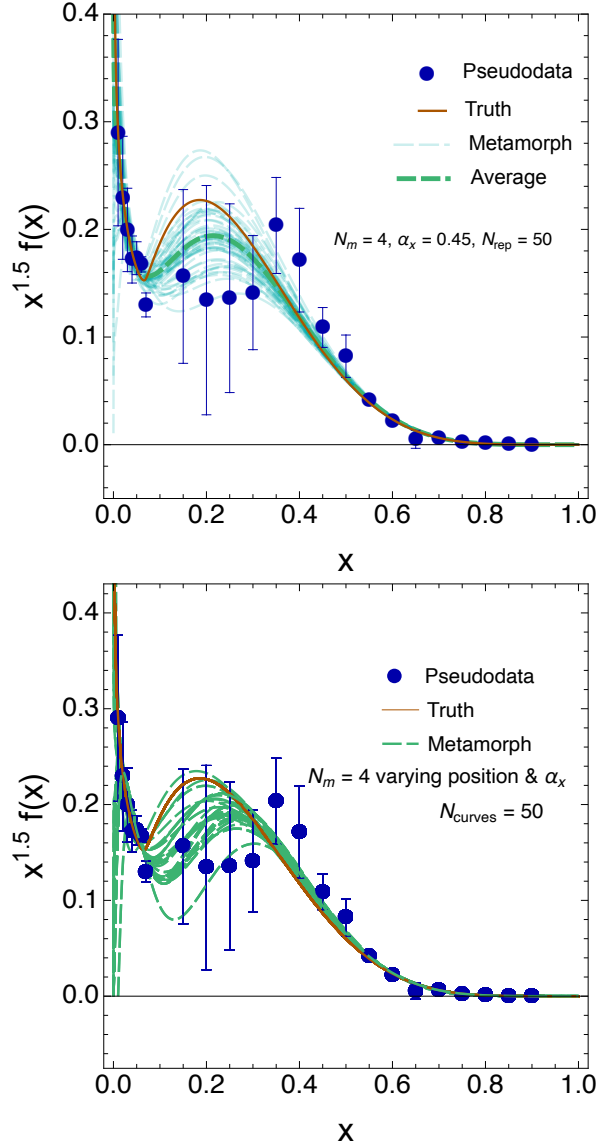 0.4
Pseudodata
Truth
0.3
Metamorph
Average
x^1.5 f(x)
0.2
N_m = 4, α_x = 0.45, N_rep = 50
0.1
0.0
0.0 0.2 0.4 0.6 0.8 1.0
x
0.4
Pseudodata
0.3
Truth
Metamorph
x^1.5 f(x)
N_m = 4 varying position & α_x
0.2
N_curves = 50
0.1
0.0
0.0 0.2 0.4 0.6 0.8 1.0
x